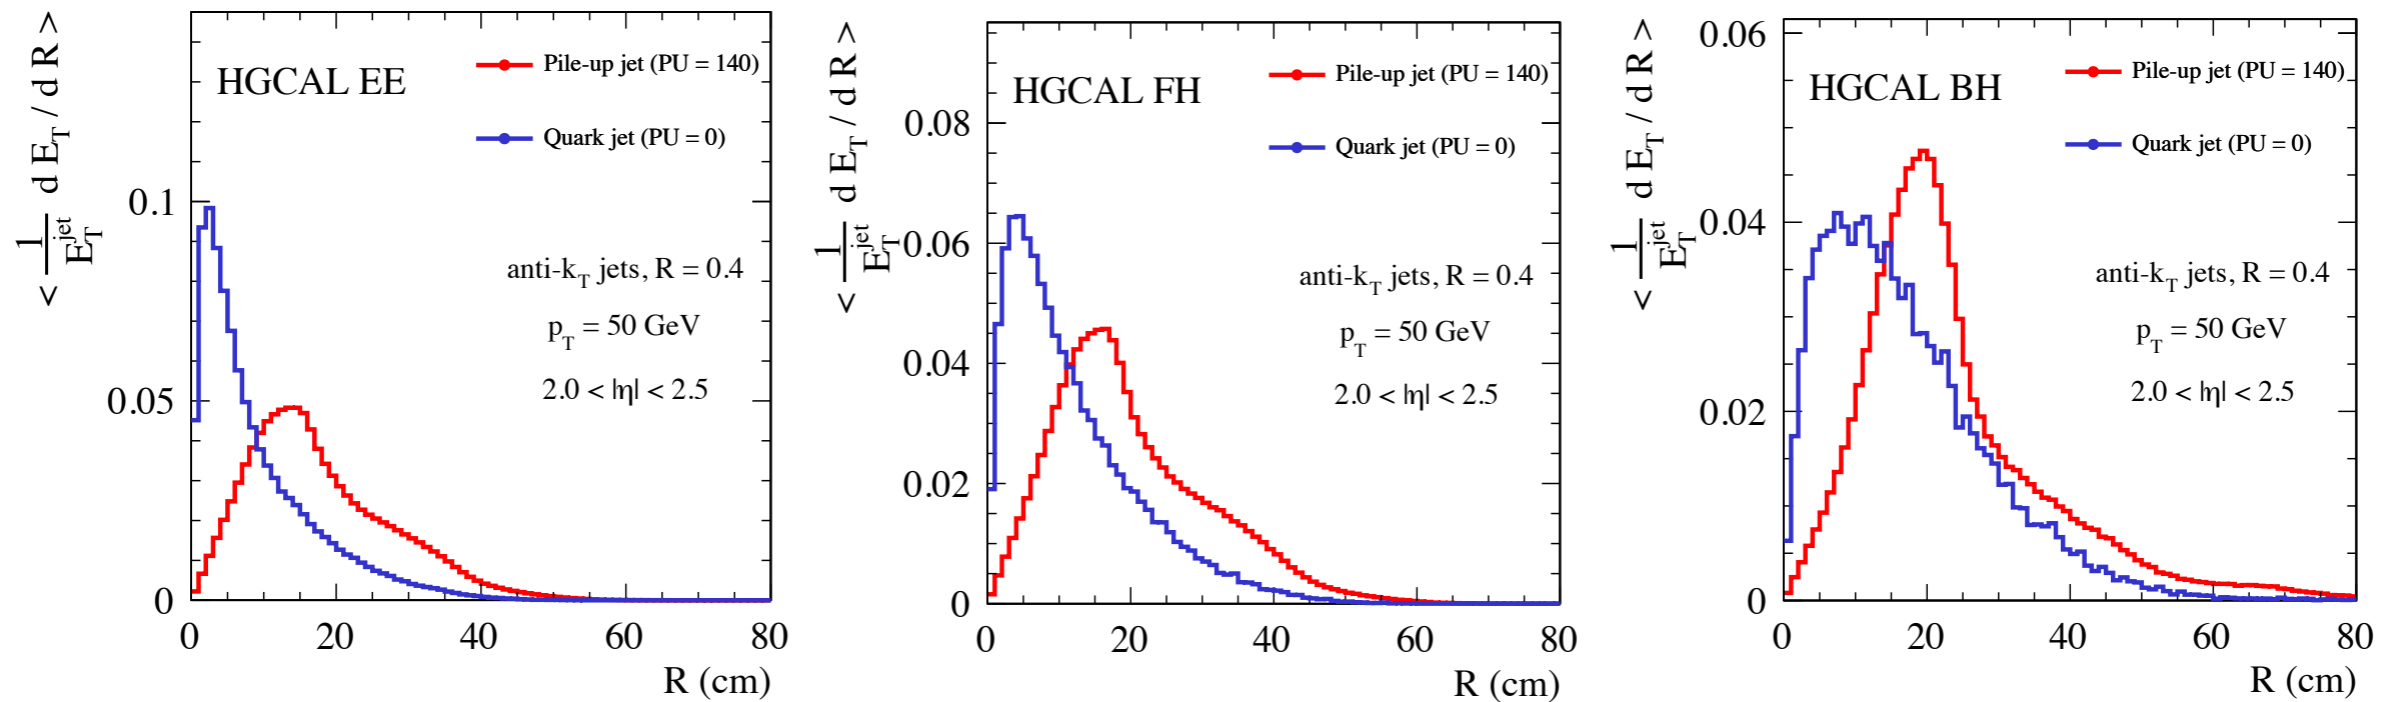 < 1/E_T^jet d E_T / d R >
HGCAL EE
Pile-up jet (PU = 140)
Quark jet (PU = 0)
anti-k_T jets, R = 0.4
p_T = 50 GeV
2.0 < |η| < 2.5
0.1
0.05
0
0 20 40 60 80
R (cm)
< 1/E_T^jet d E_T / d R >
HGCAL FH
Pile-up jet (PU = 140)
Quark jet (PU = 0)
anti-k_T jets, R = 0.4
p_T = 50 GeV
2.0 < |η| < 2.5
0.08
0.06
0.04
0.02
0
0 20 40 60 80
R (cm)
< 1/E_T^jet d E_T / d R >
HGCAL BH
Pile-up jet (PU = 140)
Quark jet (PU = 0)
anti-k_T jets, R = 0.4
p_T = 50 GeV
2.0 < |η| < 2.5
0.06
0.04
0.02
0
0 20 40 60 80
R (cm)